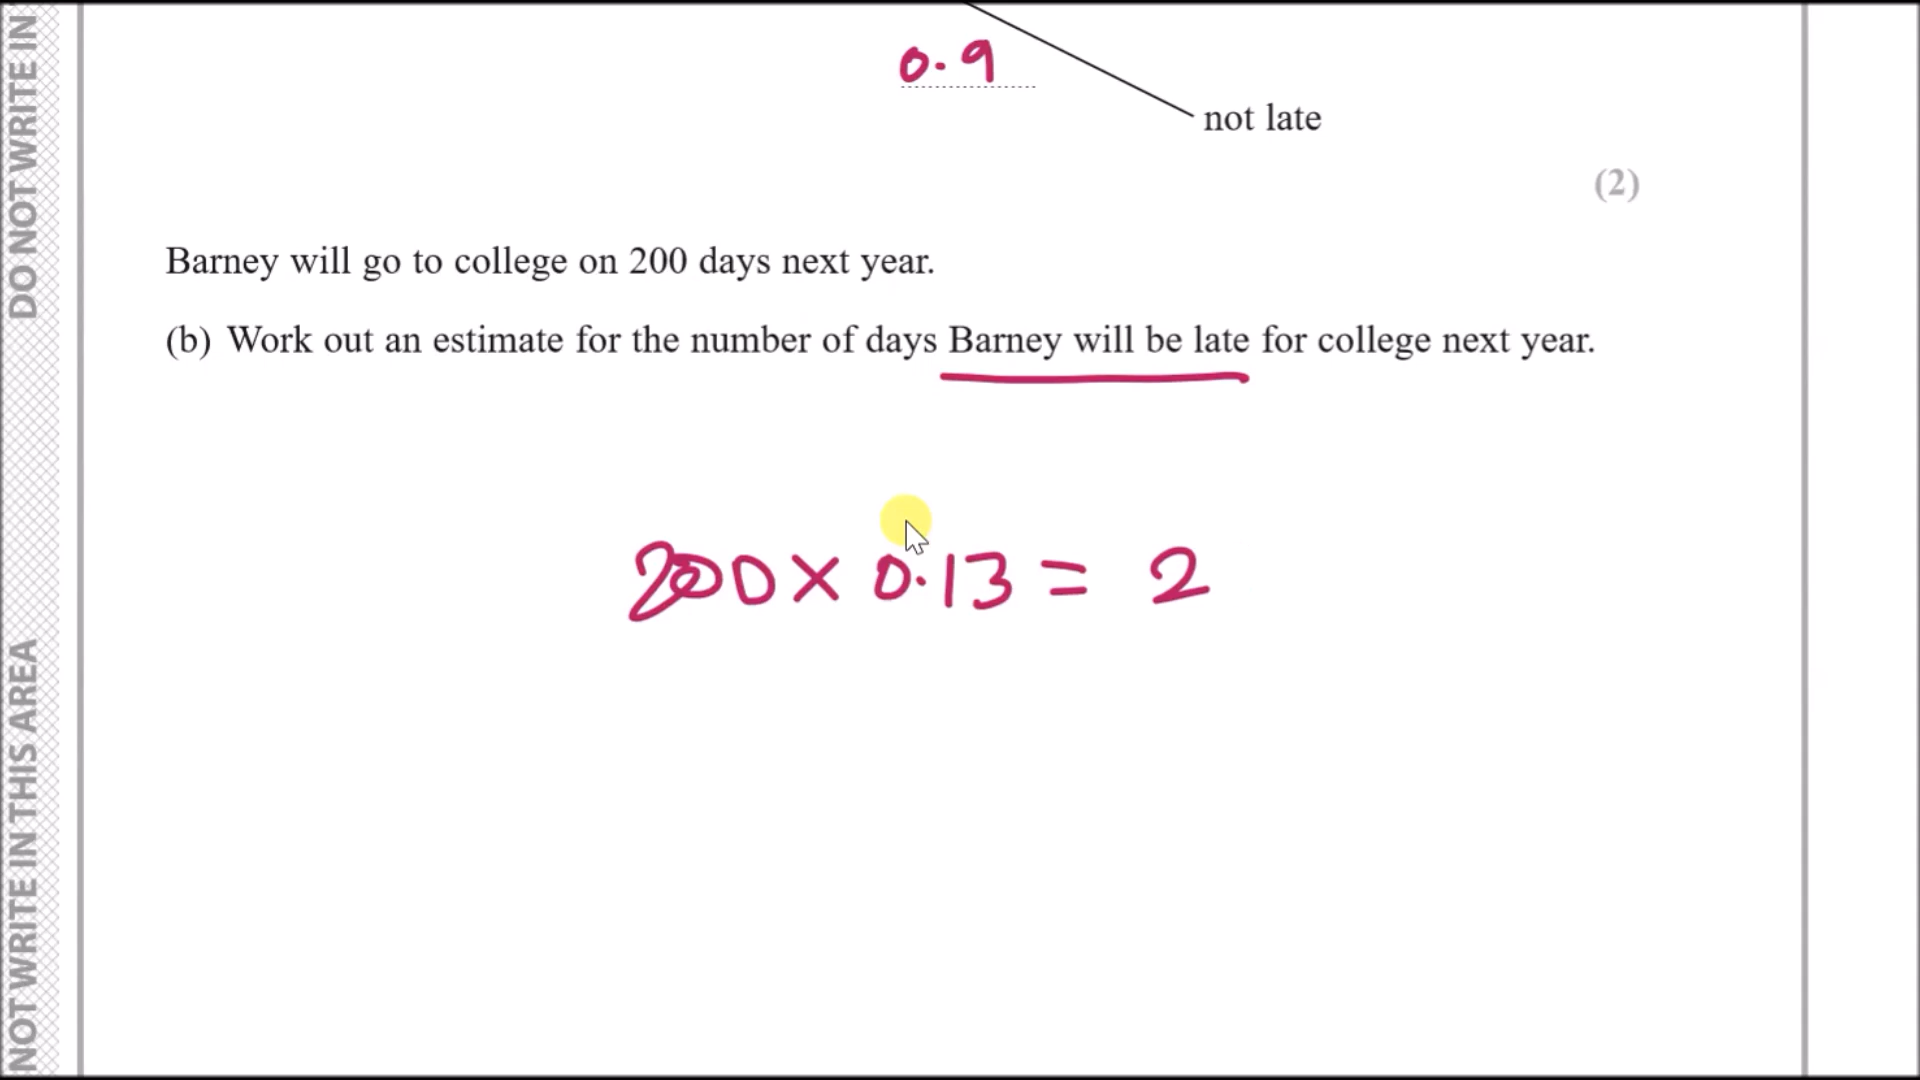 0.9
not late
(2)
Barney will go to college on 200 days next year.
(b) Work out an estimate for the number of days Barney will be late for college next year.
200 × 0.13 = 2
DO NOT WRITE IN
NOT WRITE IN THIS AREA